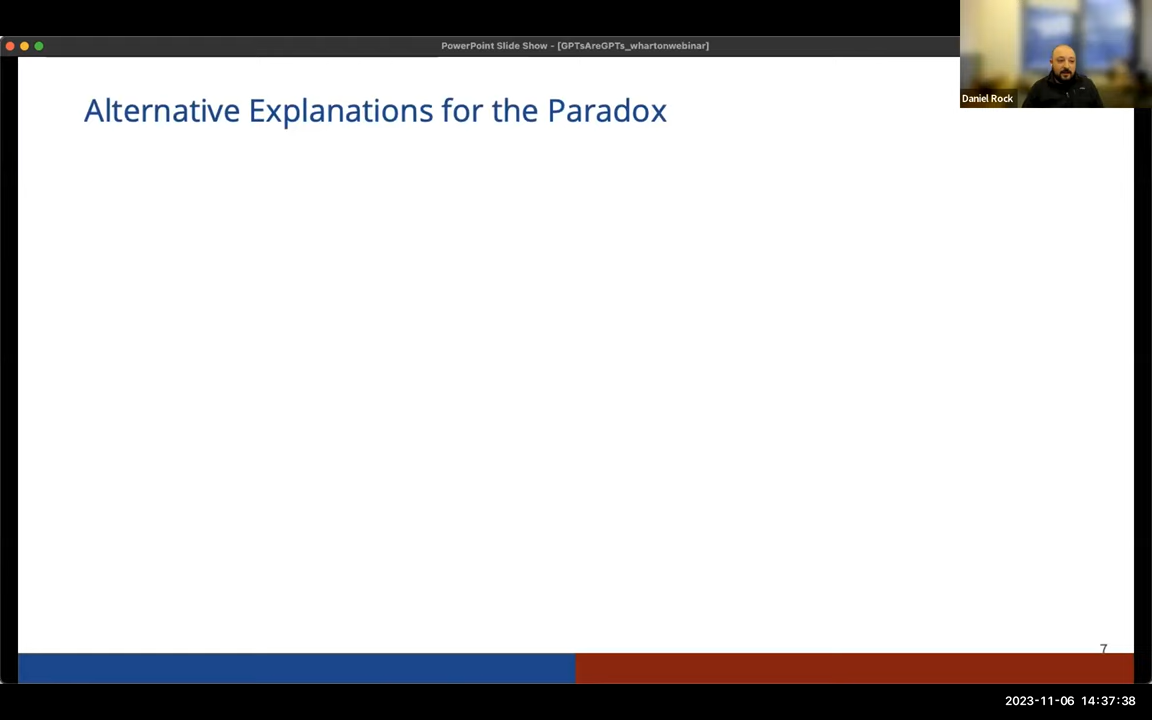 PowerPoint Slide Show - [GPTsAreGPTs_whartonwebinar]
Daniel Rock
Alternative Explanations for the Paradox
7
2023-11-06 14:37:38